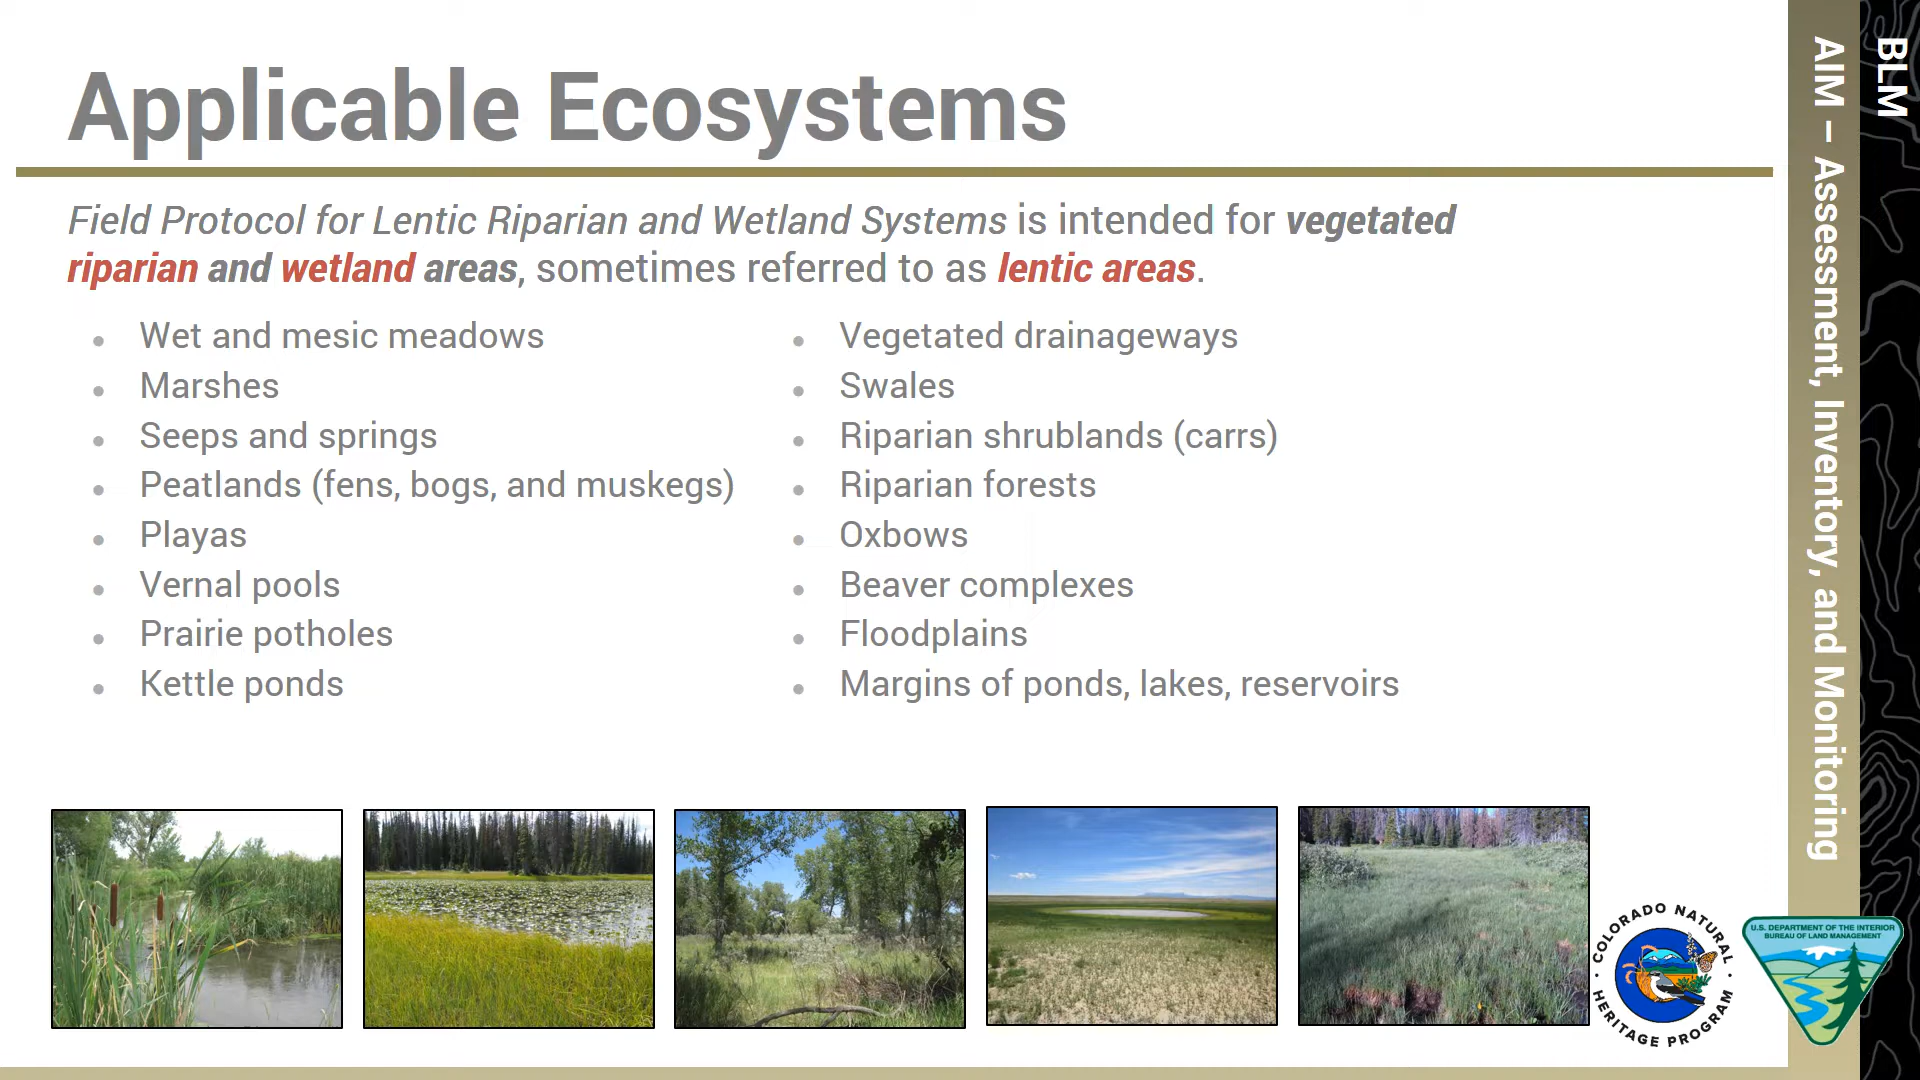 Applicable Ecosystems
Field Protocol for Lentic Riparian and Wetland Systems is intended for vegetated
riparian and wetland areas, sometimes referred to as lentic areas.
• Wet and mesic meadows
• Marshes
• Seeps and springs
• Peatlands (fens, bogs, and muskegs)
• Playas
• Vernal pools
• Prairie potholes
• Kettle ponds
• Vegetated drainageways
• Swales
• Riparian shrublands (carrs)
• Riparian forests
• Oxbows
• Beaver complexes
• Floodplains
• Margins of ponds, lakes, reservoirs
BLM
AIM – Assessment, Inventory, and Monitoring
COLORADO NATURAL
HERITAGE PROGRAM
U.S. DEPARTMENT OF THE INTERIOR
BUREAU OF LAND MANAGEMENT